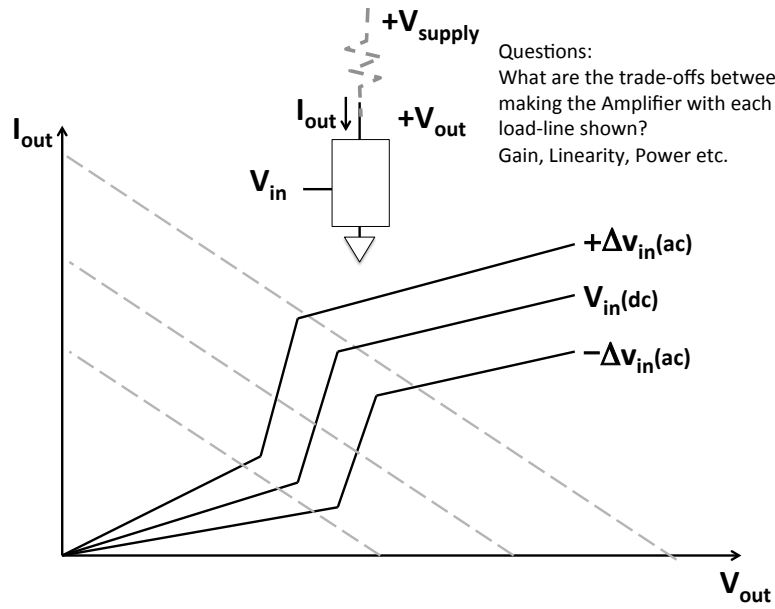 +Vsupply
Questions:
What are the trade-offs betwee
making the Amplifier with each
load-line shown?
Gain, Linearity, Power etc.
Iout
Iout
+Vout
Vin
+Δvin(ac)
Vin(dc)
−Δvin(ac)
Vout